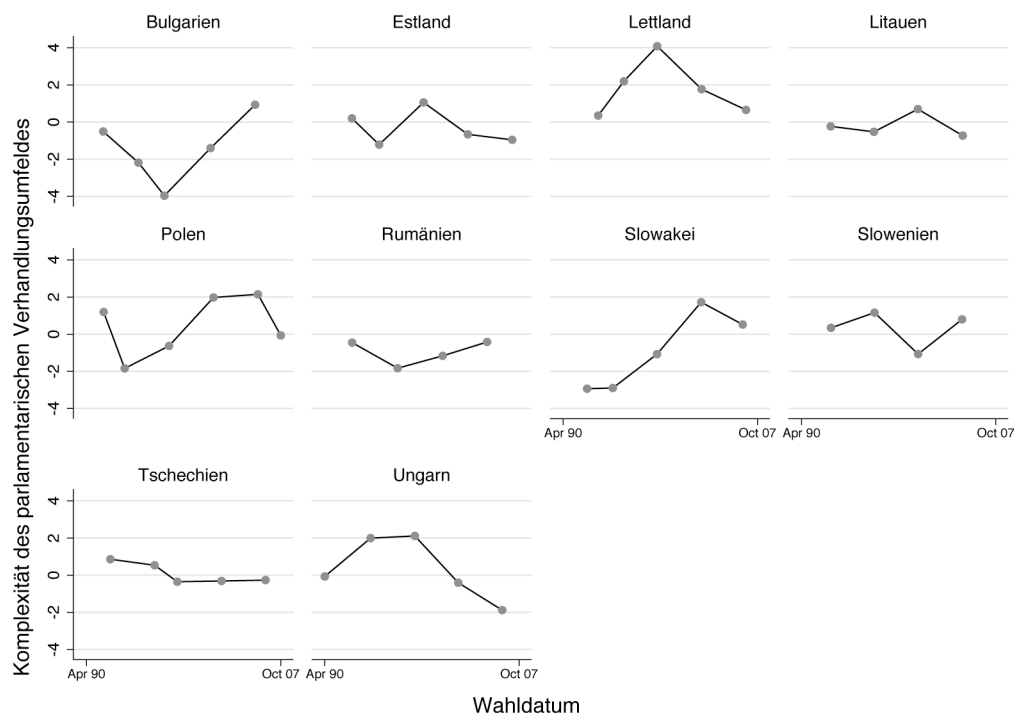 Komplexität des parlamentarischen Verhandlungsumfeldes
Bulgarien
Estland
Lettland
Litauen
4
2
0
-2
-4
Polen
Rumänien
Slowakei
Slowenien
4
2
0
-2
-4
Apr 90
Oct 07
Apr 90
Oct 07
Tschechien
Ungarn
4
2
0
-2
-4
Apr 90
Oct 07
Apr 90
Oct 07
Wahldatum